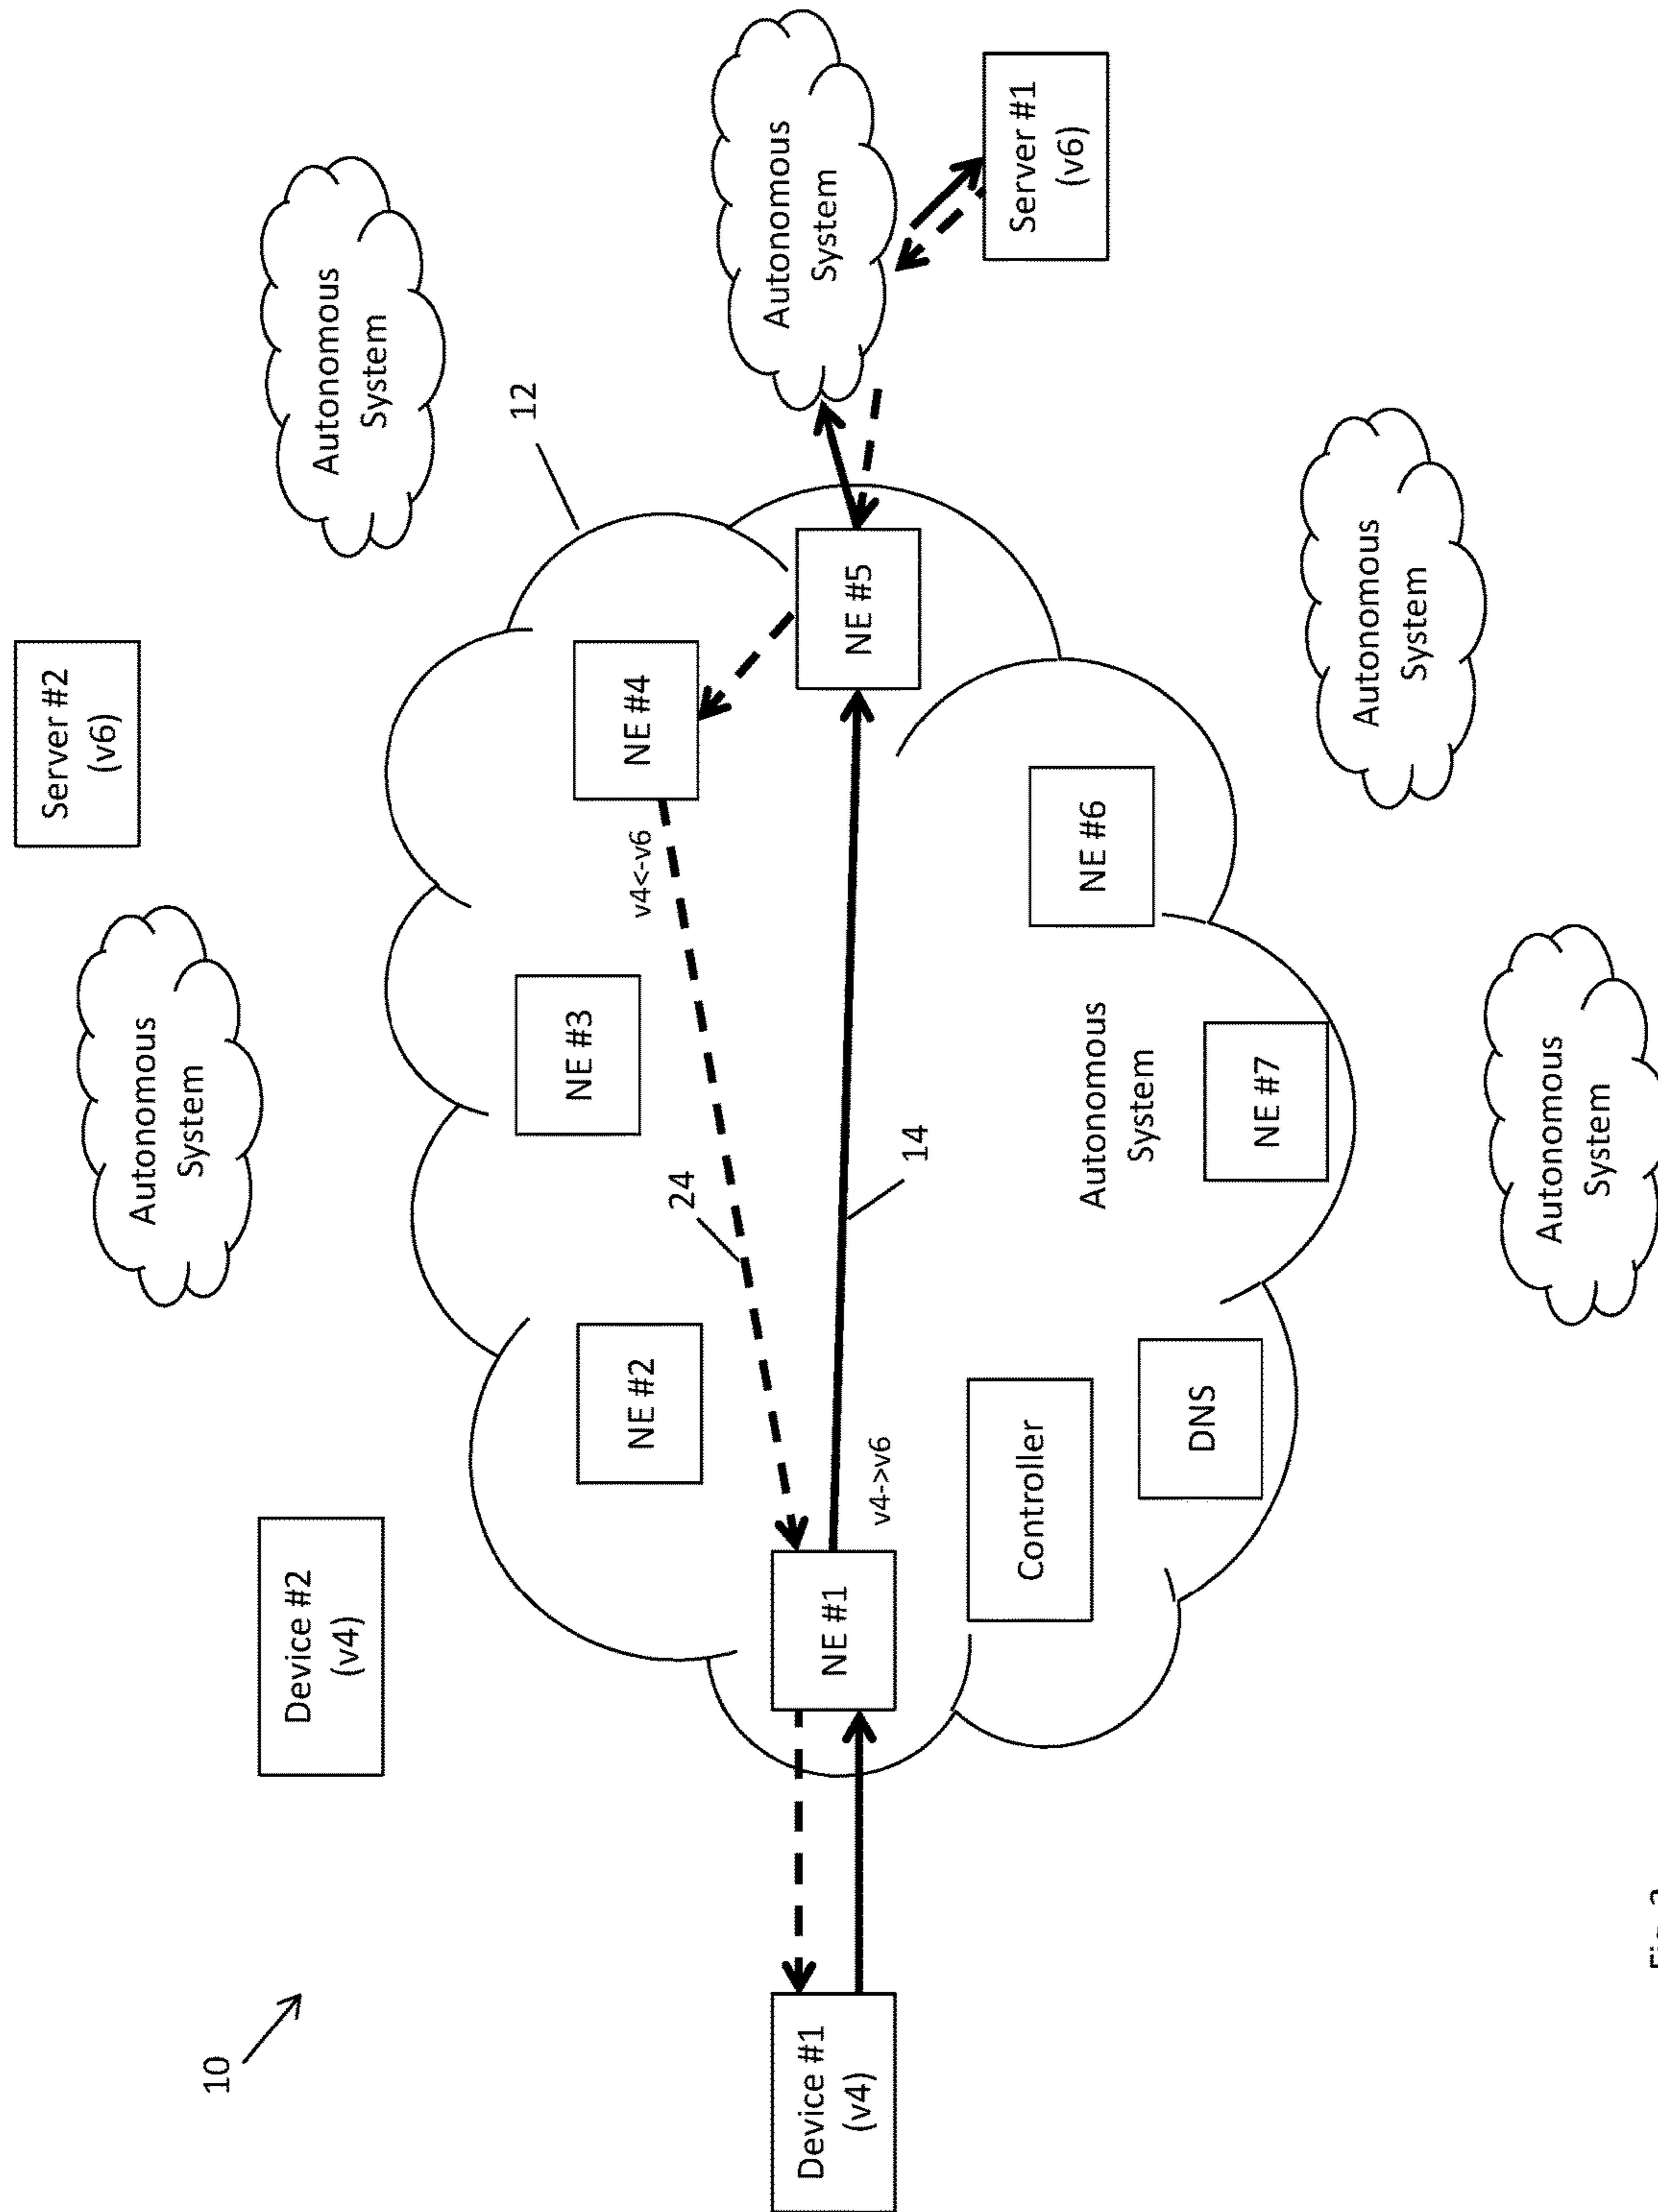 Server #2
(v6)
Autonomous
System
10
Device #2
(v4)
Autonomous
System
12
NE #3
NE #2
NE #4
v4<-v6
24
Autonomous
System
Device #1
(v4)
NE #1
NE #5
v4->v6
14
Server #1
(v6)
Controller
Autonomous
System
NE #6
DNS
NE #7
Autonomous
System
Autonomous
System